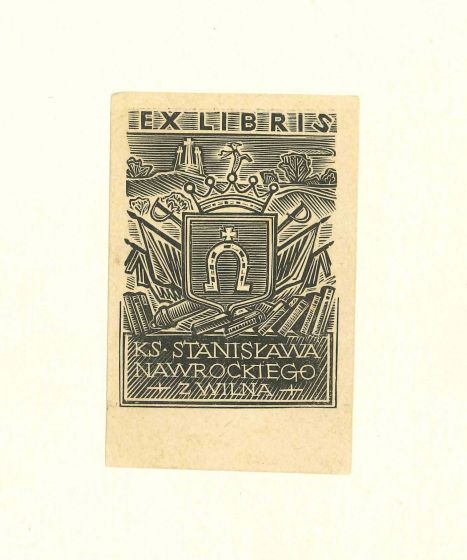 EX LIBRIS
KS · STANISŁAWA
NAWROCKIEGO
Z WILNA